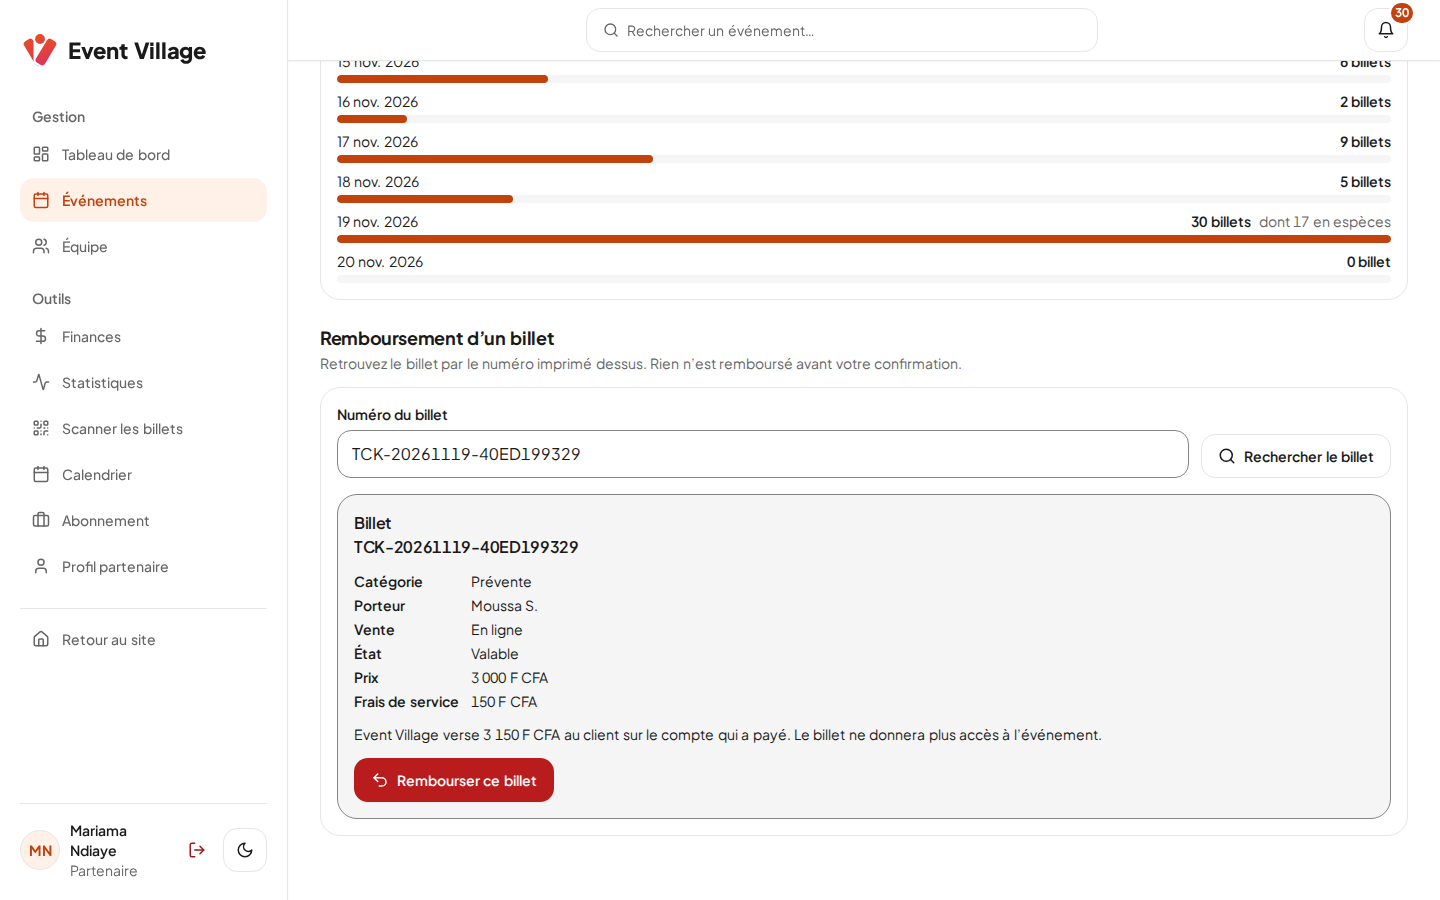 Event Village
Rechercher un événement…
30
Gestion
Tableau de bord
Événements
Équipe
Outils
Finances
Statistiques
Scanner les billets
Calendrier
Abonnement
Profil partenaire
Retour au site
MN
Mariama Ndiaye
Partenaire
15 nov. 2026 6 billets
16 nov. 2026 2 billets
17 nov. 2026 9 billets
18 nov. 2026 5 billets
19 nov. 2026 30 billets dont 17 en espèces
20 nov. 2026 0 billet
Remboursement d’un billet
Retrouvez le billet par le numéro imprimé dessus. Rien n’est remboursé avant votre confirmation.
Numéro du billet
TCK-20261119-40ED199329
Rechercher le billet
Billet
TCK-20261119-40ED199329
Catégorie Prévente
Porteur Moussa S.
Vente En ligne
État Valable
Prix 3 000 F CFA
Frais de service 150 F CFA
Event Village verse 3 150 F CFA au client sur le compte qui a payé. Le billet ne donnera plus accès à l’événement.
Rembourser ce billet